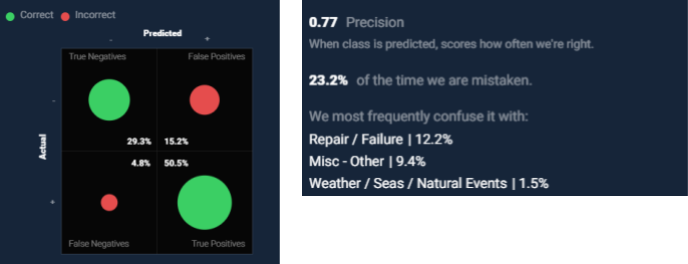 Correct Incorrect
Predicted
- +
True Negatives False Positives
-
29.3% 15.2%
Actual
4.8% 50.5%
+
False Negatives True Positives
0.77 Precision
When class is predicted, scores how often we're right.
23.2% of the time we are mistaken.
We most frequently confuse it with:
Repair / Failure | 12.2%
Misc - Other | 9.4%
Weather / Seas / Natural Events | 1.5%